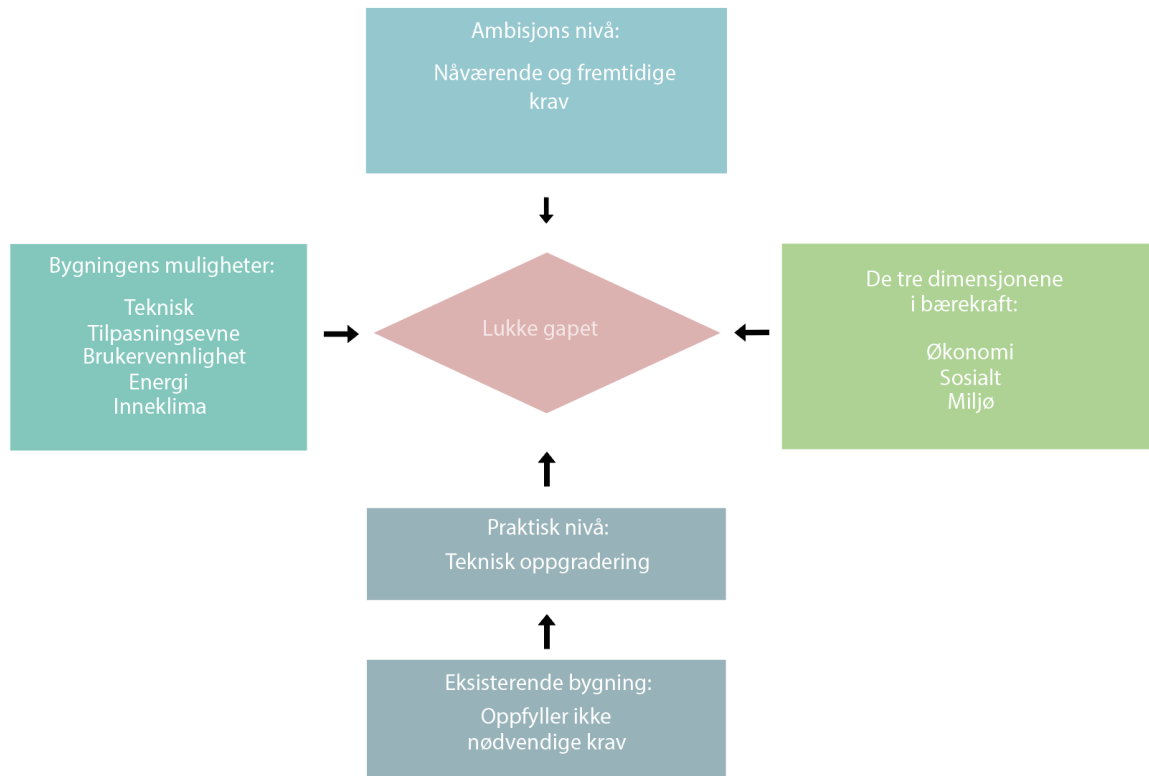 Ambisjons nivå:
Nåværende og fremtidige
krav
Bygningens muligheter:
Teknisk
Tilpasningsevne
Brukervennlighet
Energi
Inneklima
Lukke gapet
De tre dimensjonene
i bærekraft:
Økonomi
Sosialt
Miljø
Praktisk nivå:
Teknisk oppgradering
Eksisterende bygning:
Oppfyller ikke
nødvendige krav